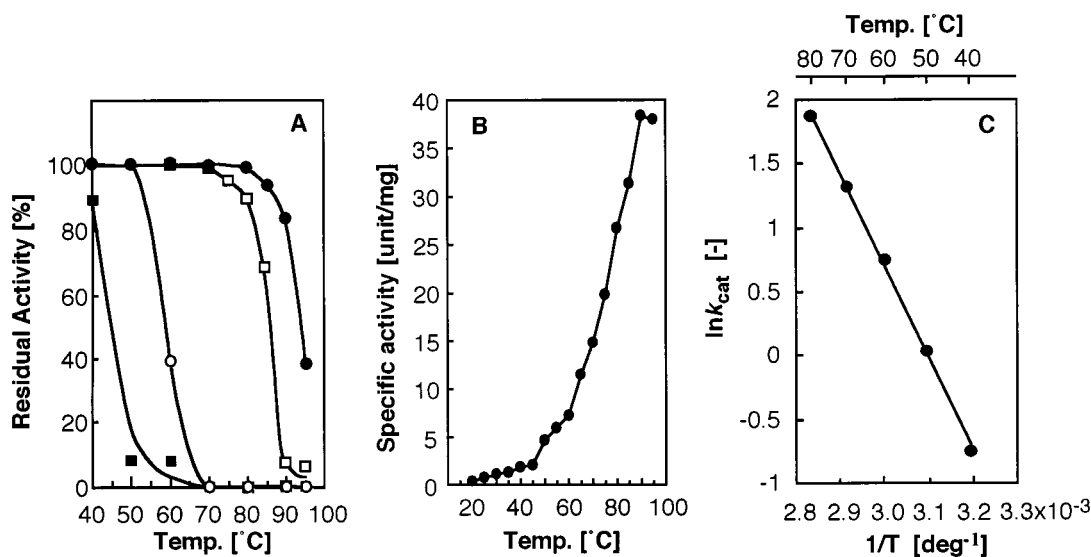 A
Residual Activity [%]
100
80
60
40
20
0
40 50 60 70 80 90 100
Temp. [˚C]
B
Specific activity [unit/mg]
40
35
30
25
20
15
10
5
0
20 40 60 80 100
Temp. [˚C]
Temp. [˚C]
80 70 60 50 40
C
lnkcat [-]
2
1.5
1
0.5
0
-0.5
-1
2.8 2.9 3.0 3.1 3.2 3.3x10-3
1/T [deg-1]